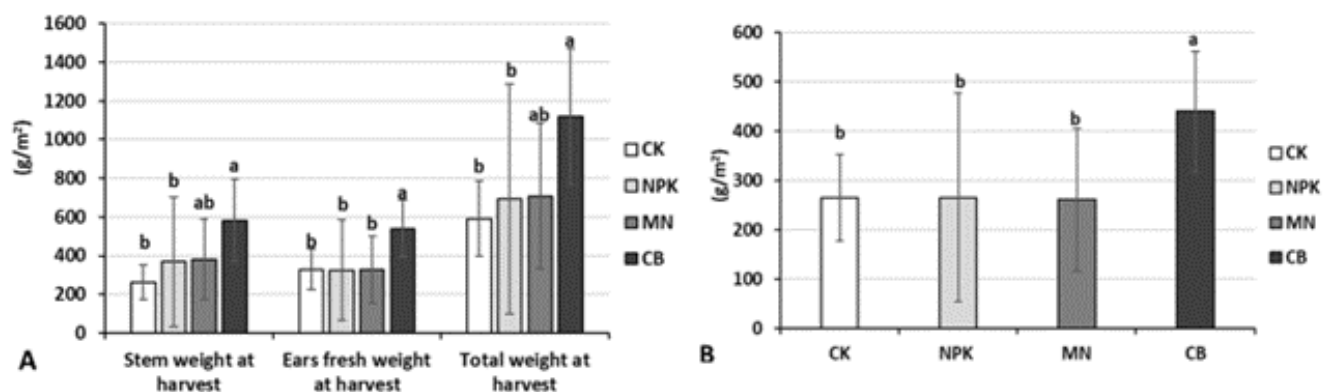 1600
1400
1200
1000
800
600
400
200
0
(g/m²)
b
b
ab
a
b
b
b
a
b
b
ab
a
Stem weight at
harvest
Ears fresh weight
at harvest
Total weight at
harvest
CK
NPK
MN
CB
A
600
500
400
300
200
100
0
(g/m²)
b
b
b
a
CK
NPK
MN
CB
CK
NPK
MN
CB
B